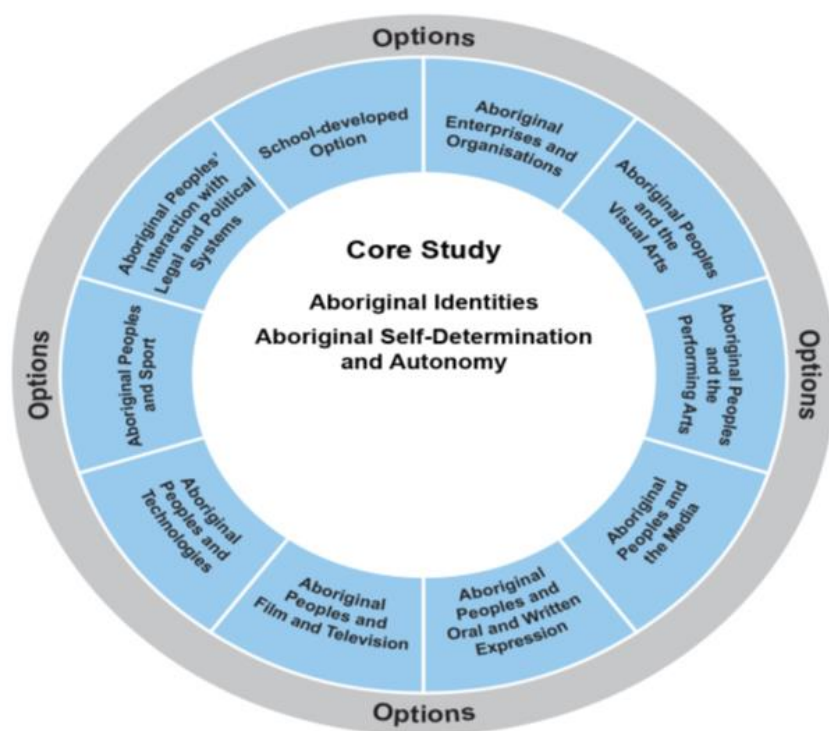 Options
School-developed
Option
Aboriginal
Enterprises and
Organisations
Aboriginal Peoples
and the
Visual Arts
Aboriginal Peoples
and the
Performing Arts
Aboriginal
Peoples and
the Media
Aboriginal
Peoples and
Oral and Written
Expression
Aboriginal
Peoples and
Film and Television
Aboriginal
Peoples and
Technologies
Aboriginal Peoples
and Sport
Aboriginal Peoples'
interaction with
Legal and Political
Systems
Core Study
Aboriginal Identities
Aboriginal Self-Determination
and Autonomy
Options
Options
Options